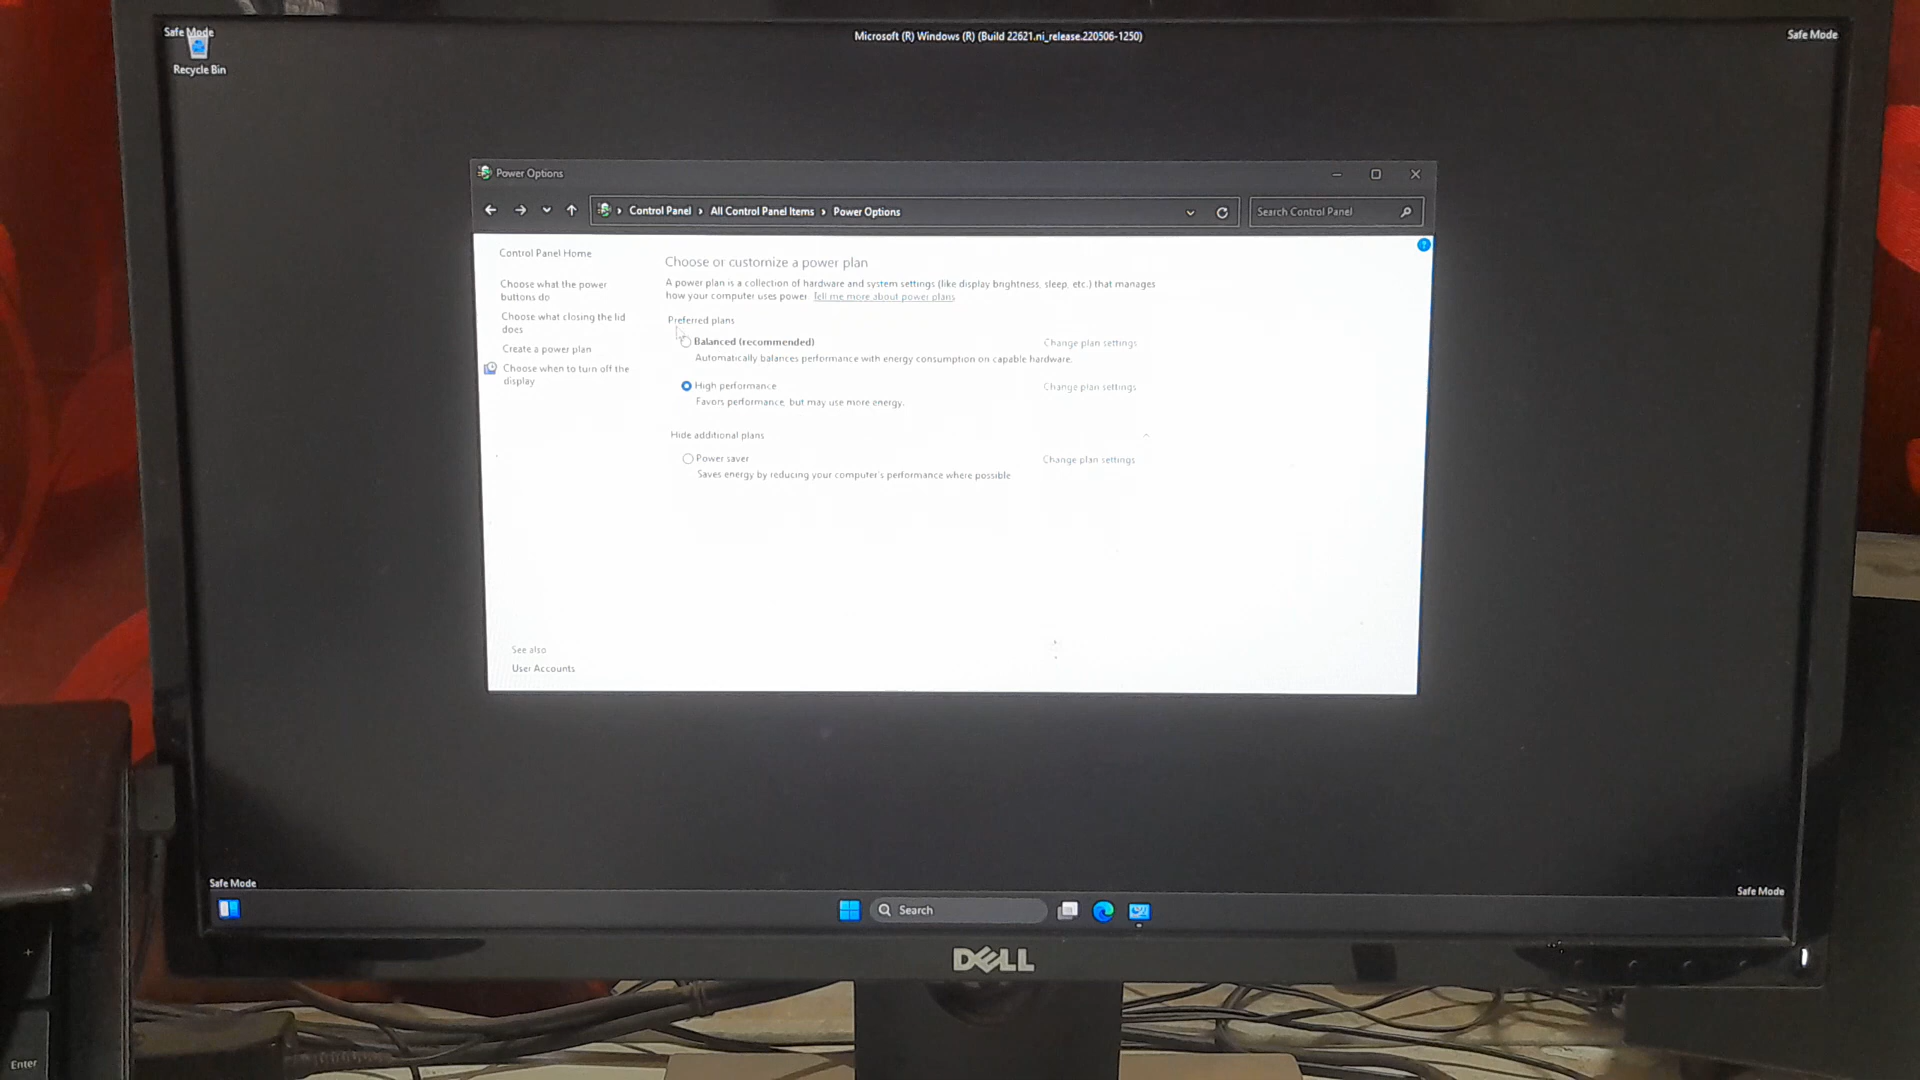 Safe Mode
Microsoft (R) Windows (R) (Build 22621.ni_release.220506-1250)
Safe Mode
Recycle Bin
Power Options
Control Panel › All Control Panel Items › Power Options
Search Control Panel
Control Panel Home
Choose what the power
buttons do
Choose what closing the lid
does
Create a power plan
Choose when to turn off the
display
Choose or customize a power plan
A power plan is a collection of hardware and system settings (like display brightness, sleep, etc.) that manages
how your computer uses power. Tell me more about power plans
Preferred plans
Balanced (recommended)
Change plan settings
Automatically balances performance with energy consumption on capable hardware.
High performance
Change plan settings
Favors performance, but may use more energy.
Hide additional plans
Power saver
Change plan settings
Saves energy by reducing your computer's performance where possible
See also
User Accounts
?
Safe Mode
Safe Mode
Search
DELL
+
Enter